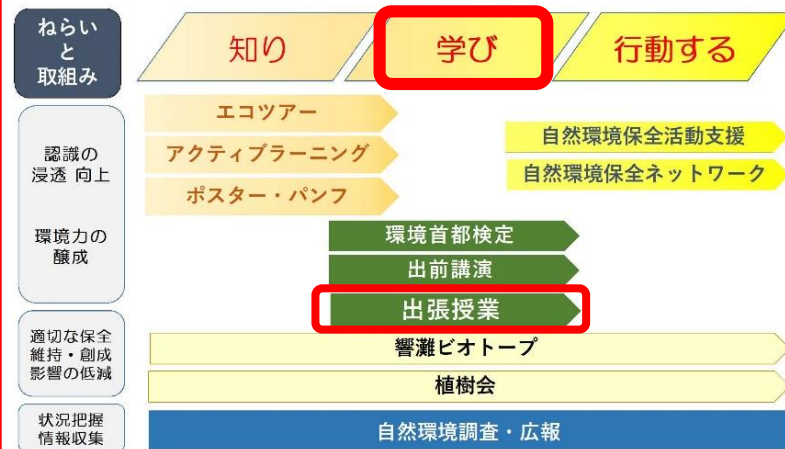 ねらい
と
取組み
知り
学び
行動する
認識の
浸透 向上
環境力の
醸成
エコツアー
アクティブラーニング
ポスター・パンフ
自然環境保全活動支援
自然環境保全ネットワーク
環境首都検定
出前講演
出張授業
適切な保全
維持・創成
影響の低減
響灘ビオトープ
植樹会
状況把握
情報収集
自然環境調査・広報